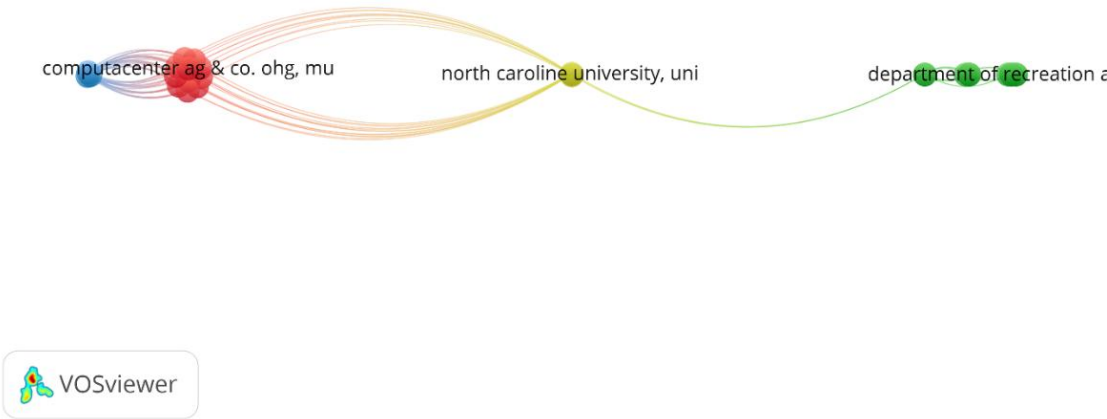 computacenter ag & co. ohg, mu
north caroline university, uni
department of recreation a
VOSviewer